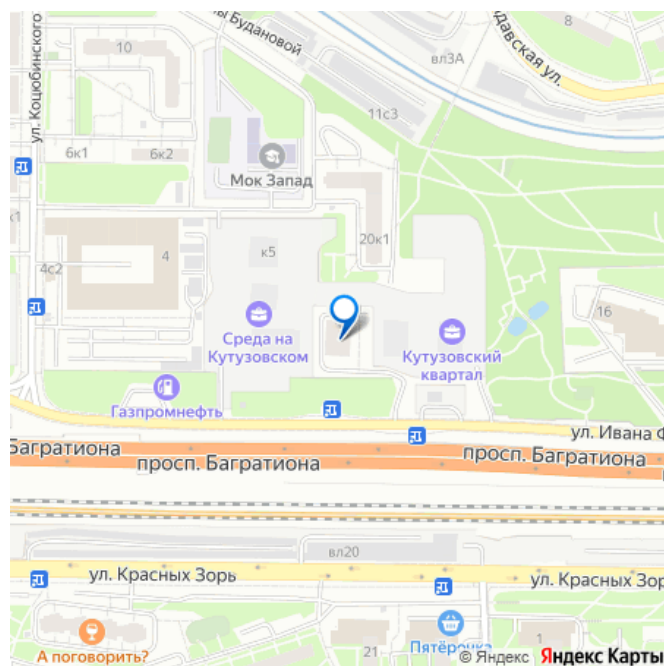 8
10
ны Будановой
вл3А
давская ул.
11с3
ул. Коцюбинского
6к1
6к2
Мок Запад
к1
20к1
4с2
4
к5
16
Среда на
Кутузовском
Кутузовский
квартал
Газпромнефть
ул. Ивана Ф
Багратиона
просп. Багратиона
просп. Багратиона
вл20
ул. Красных Зорь
ул. Красных Зорь
А поговорить?
21
Пятёрочка
1
© Яндекс Яндекс Карты